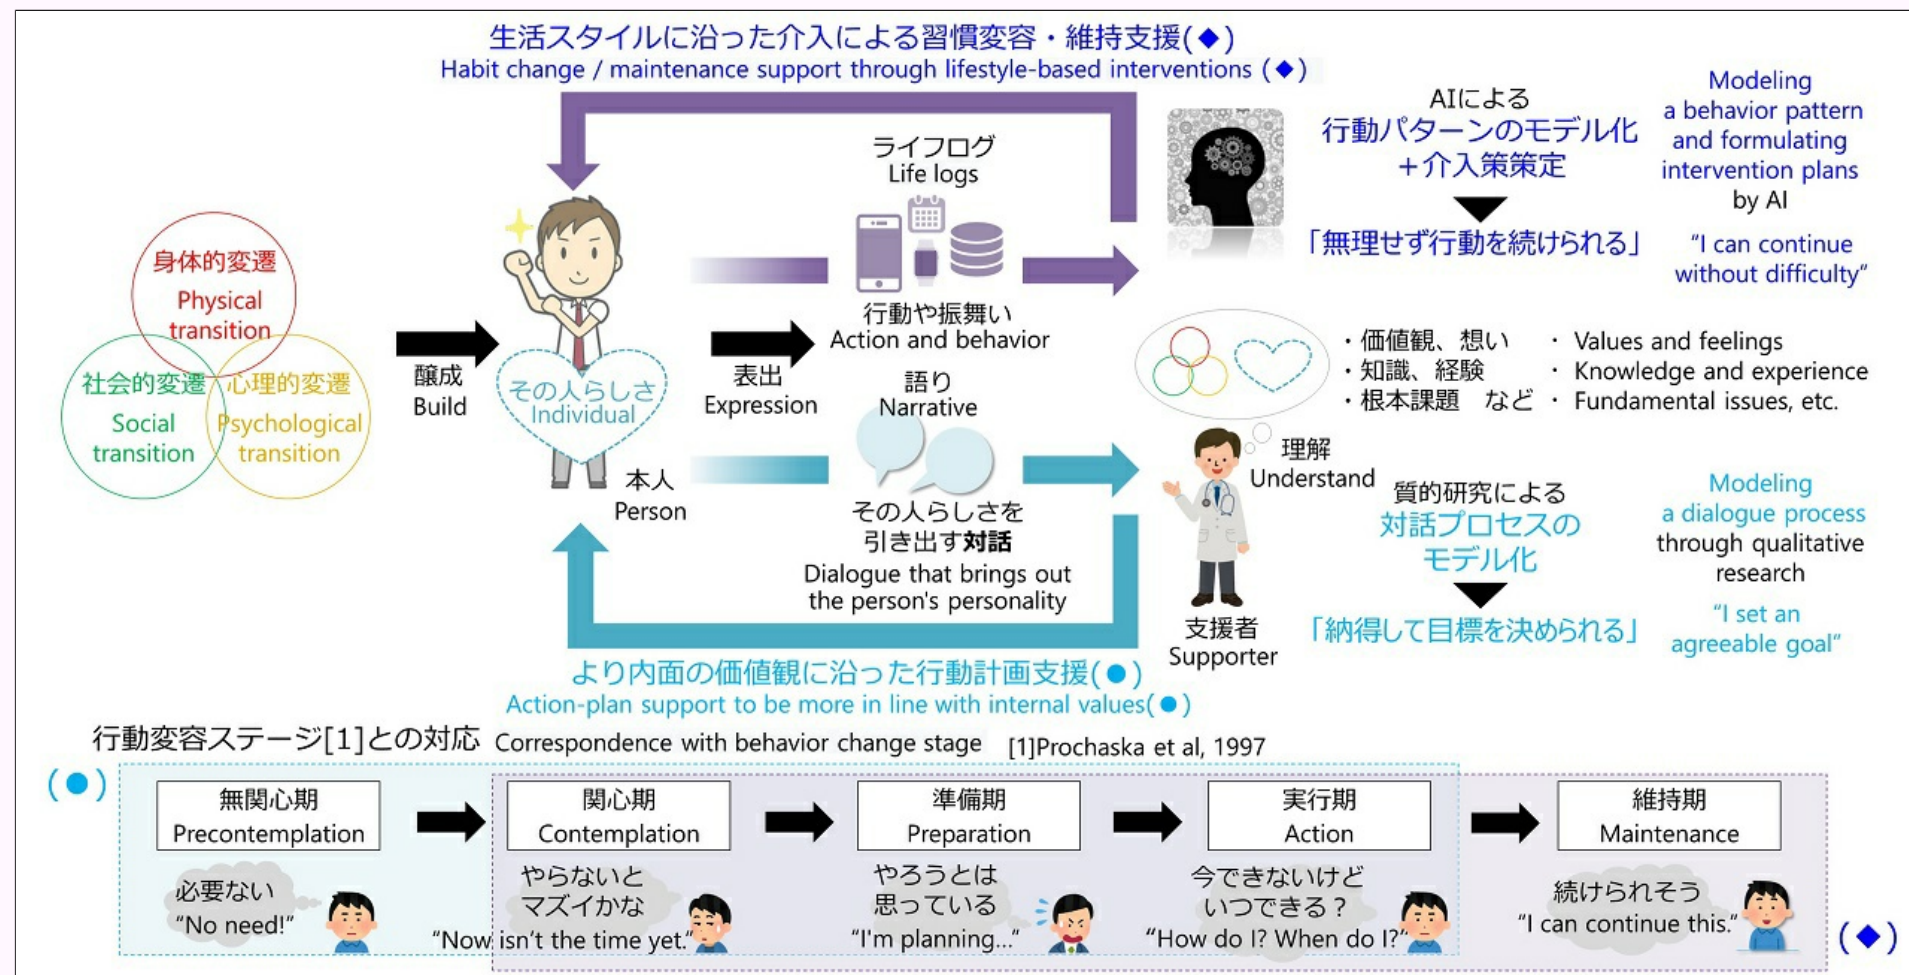 生活スタイルに沿った介入による習慣変容・維持支援(◆)
Habit change / maintenance support through lifestyle-based interventions (◆)
身体的変遷
Physical
transition
社会的変遷
Social
transition
心理的変遷
Psychological
transition
醸成
Build
その人らしさ
Individual
本人
Person
表出
Expression
ライフログ
Life logs
行動や振舞い
Action and behavior
語り
Narrative
その人らしさを
引き出す対話
Dialogue that brings out
the person's personality
AIによる
行動パターンのモデル化
＋介入策策定
「無理せず行動を続けられる」
Modeling
a behavior pattern
and formulating
intervention plans
by AI
“I can continue
without difficulty”
・価値観、想い
・知識、経験
・根本課題　など
・ Values and feelings
・ Knowledge and experience
・ Fundamental issues, etc.
理解
Understand
支援者
Supporter
質的研究による
対話プロセスの
モデル化
「納得して目標を決められる」
Modeling
a dialogue process
through qualitative
research
“I set an
agreeable goal”
より内面の価値観に沿った行動計画支援(●)
Action-plan support to be more in line with internal values(●)
行動変容ステージ[1]との対応 Correspondence with behavior change stage [1]Prochaska et al, 1997
(●)
無関心期
Precontemplation
必要ない
“No need!”
関心期
Contemplation
やらないと
マズイかな
“Now isn't the time yet.”
準備期
Preparation
やろうとは
思っている
“I'm planning...”
実行期
Action
今できないけど
いつできる？
“How do I? When do I?”
維持期
Maintenance
続けられそう
“I can continue this.”
(◆)